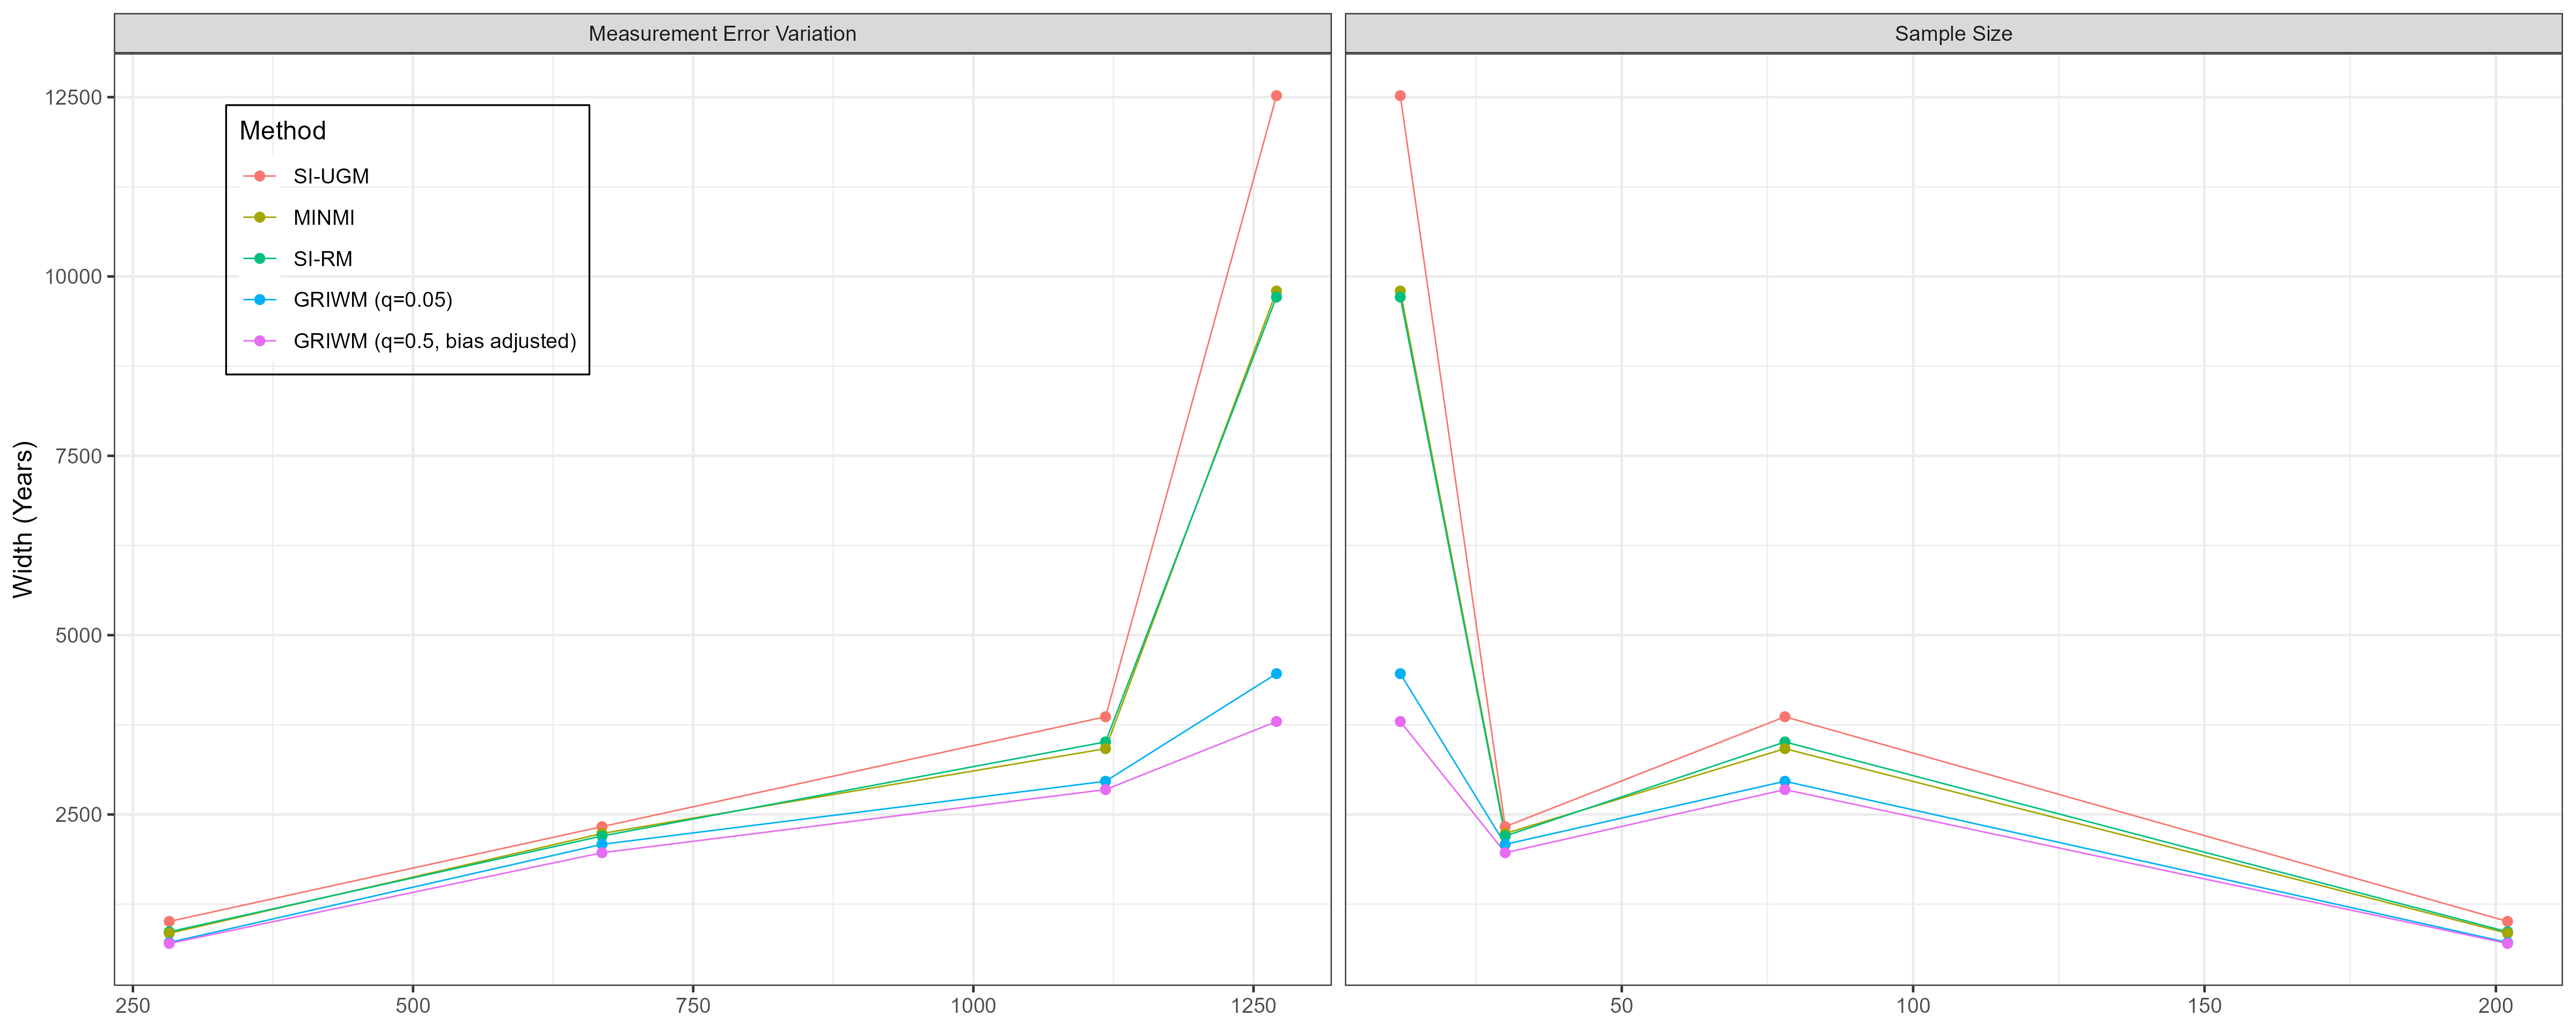 Measurement Error Variation
Sample Size
Width (Years)
12500
10000
7500
5000
2500
Method
SI-UGM
MINMI
SI-RM
GRIWM (q=0.05)
GRIWM (q=0.5, bias adjusted)
250 500 750 1000 1250
50 100 150 200